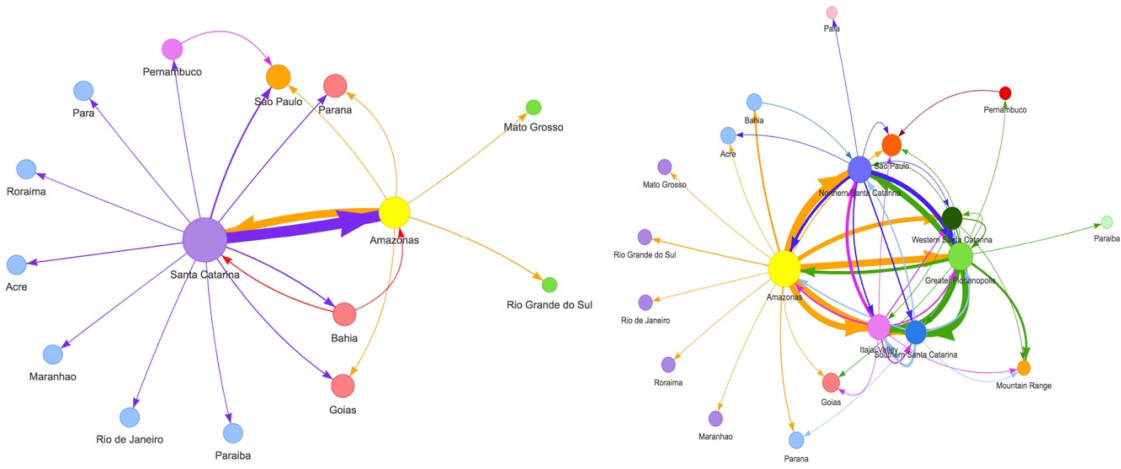 Pernambuco
Sao Paulo
Parana
Para
Mato Grosso
Roraima
Amazonas
Santa Catarina
Acre
Rio Grande do Sul
Bahia
Maranhao
Goias
Rio de Janeiro
Paraiba
Para
Pernambuco
Bahia
Acre
Sao Paulo
Mato Grosso
Northern Santa Catarina
Western Santa Catarina
Paraiba
Rio Grande do Sul
Greater Florianopolis
Amazonas
Rio de Janeiro
Itajai Valley
Southern Santa Catarina
Roraima
Mountain Range
Goias
Maranhao
Parana